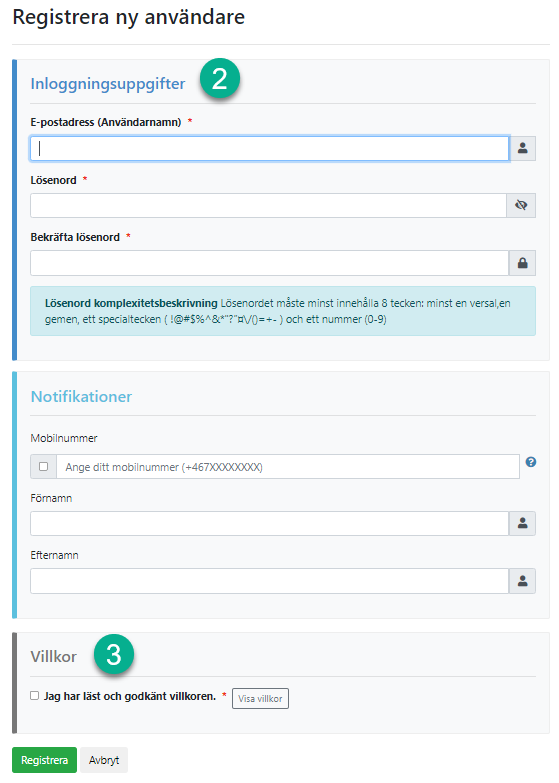 Registrera ny användare
Inloggningsuppgifter 2
E-postadress (Användarnamn) *
Lösenord *
Bekräfta lösenord *
Lösenord komplexitetsbeskrivning Lösenordet måste minst innehålla 8 tecken: minst en versal,en
gemen, ett specialtecken ( !@#$%^&*"?"¤\/()=+- ) och ett nummer (0-9)
Notifikationer
Mobilnummer
Ange ditt mobilnummer (+467XXXXXXXX)
Förnamn
Efternamn
Villkor 3
Jag har läst och godkänt villkoren. * Visa villkor
Registrera Avbryt